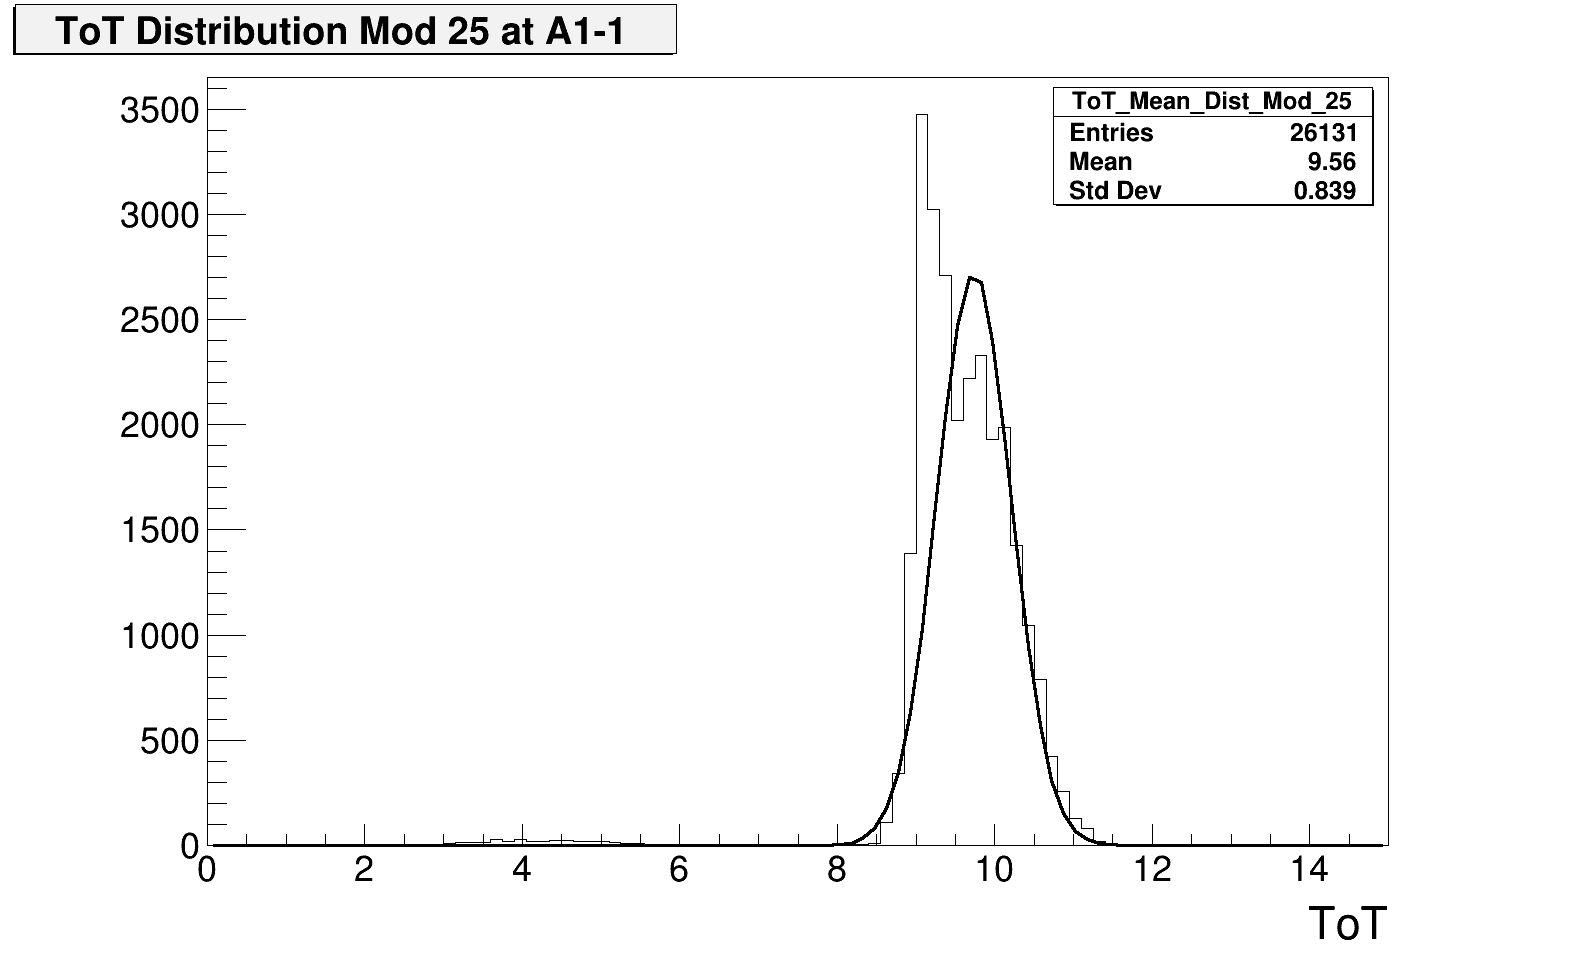 ToT Distribution Mod 25 at A1-1
ToT_Mean_Dist_Mod_25
Entries 26131
Mean 9.56
Std Dev 0.839
3500
3000
2500
2000
1500
1000
500
0
0 2 4 6 8 10 12 14
ToT